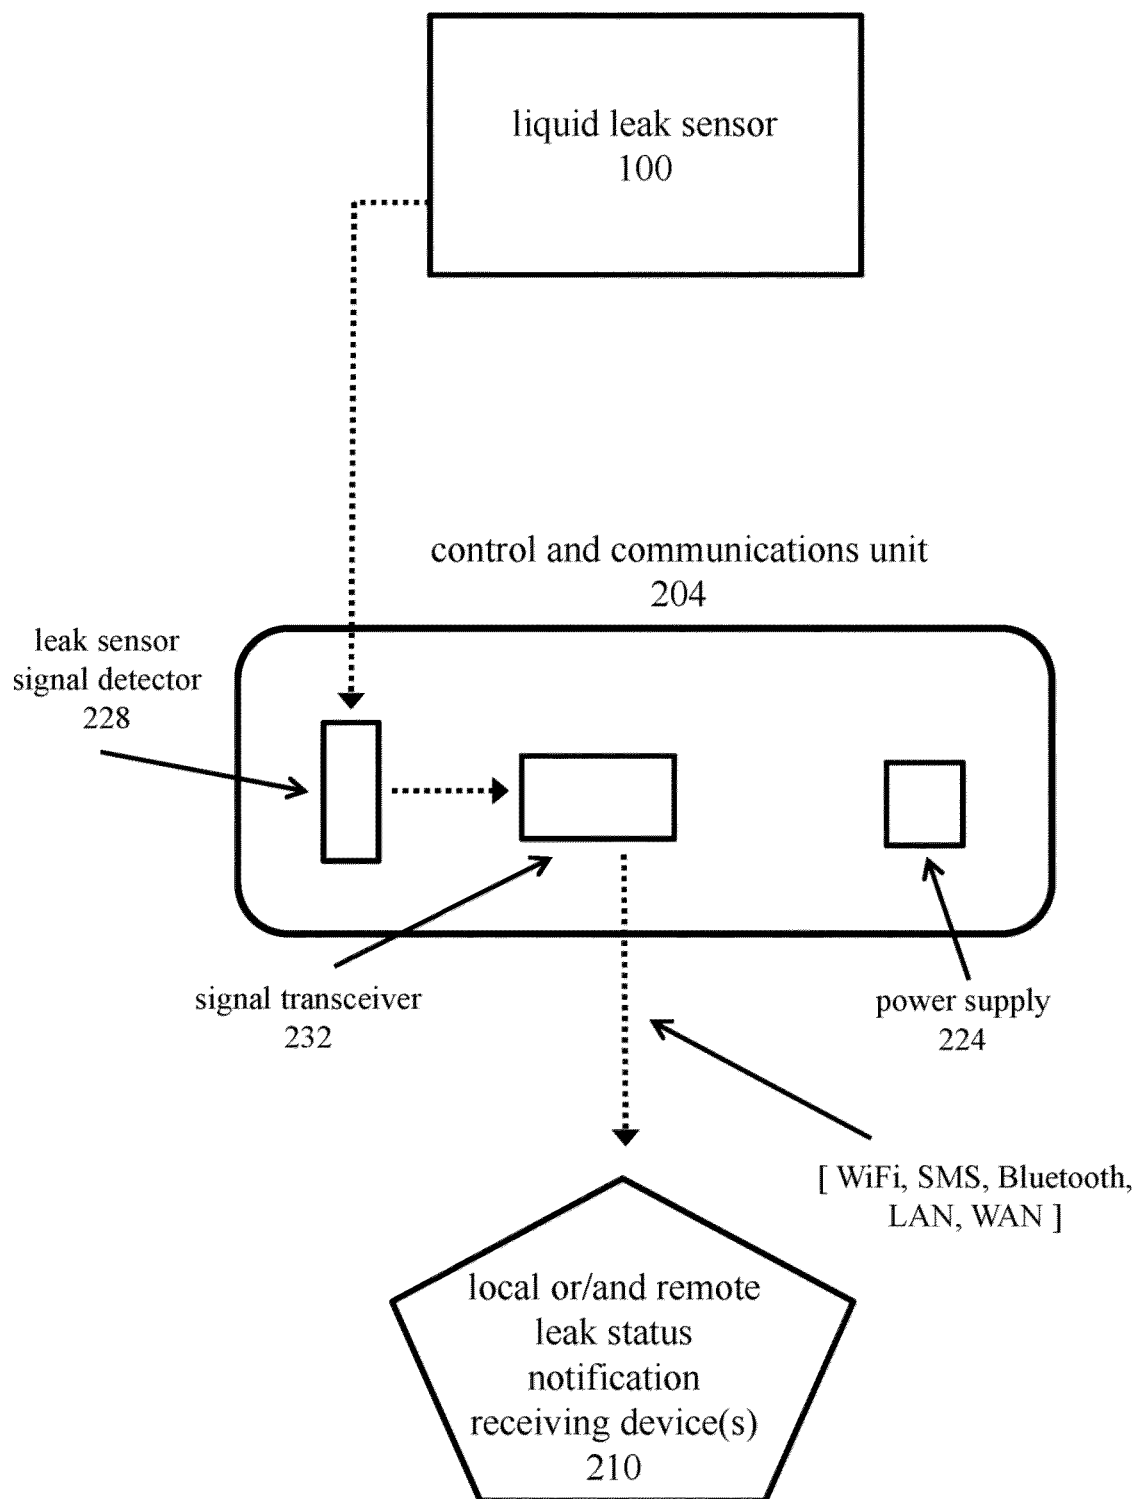 liquid leak sensor
100
control and communications unit
204
leak sensor
signal detector
228
signal transceiver
232
power supply
224
[ WiFi, SMS, Bluetooth,
LAN, WAN ]
local or/and remote
leak status
notification
receiving device(s)
210